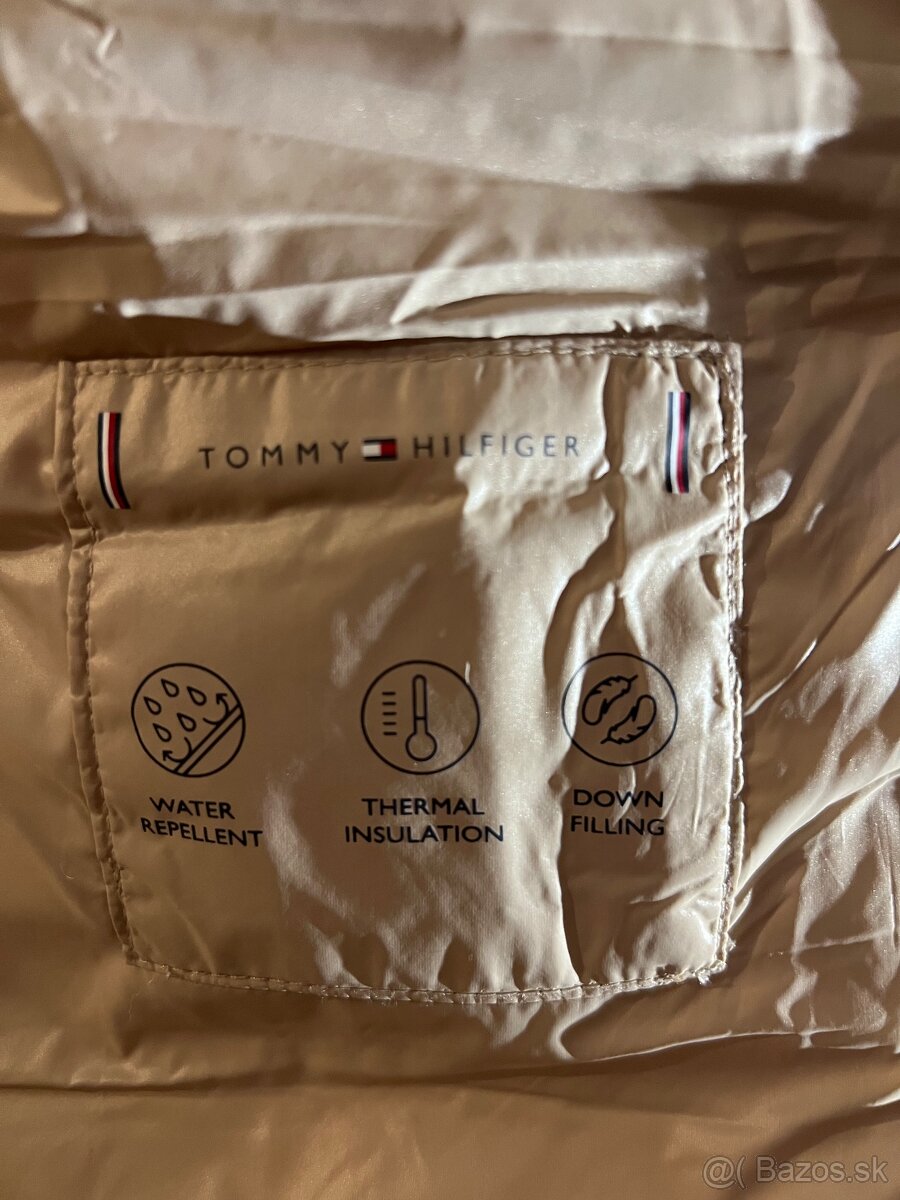 TOMMY HILFIGER
WATER
REPELLENT
THERMAL
INSULATION
DOWN
FILLING
@( Bazos.sk